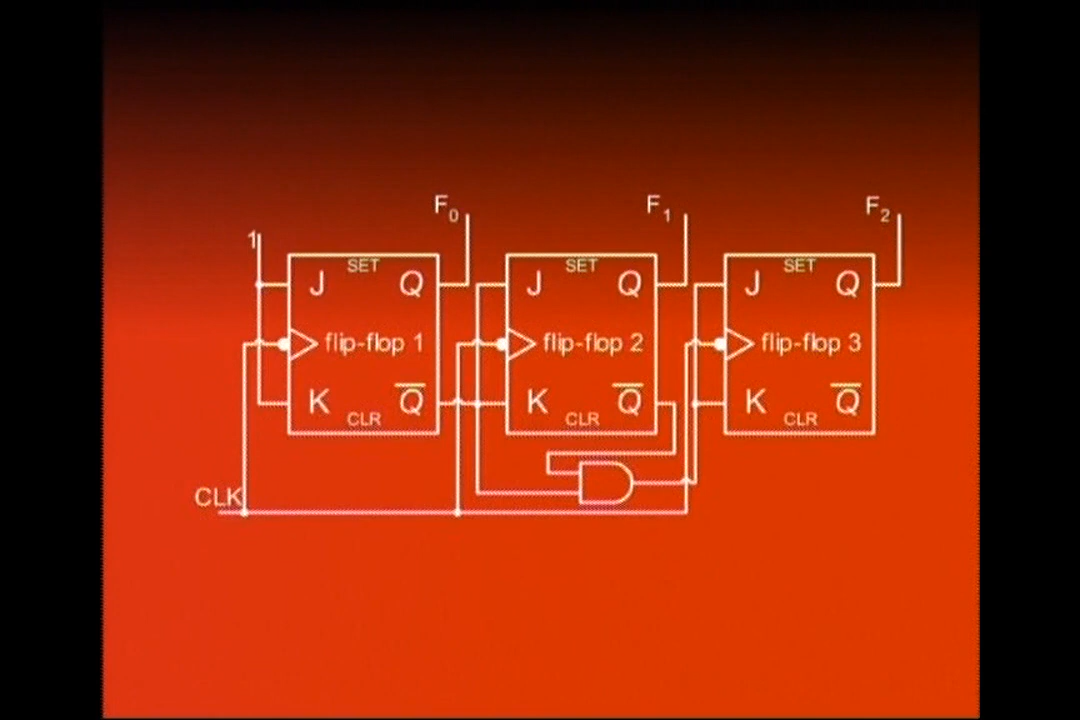 F0 F1 F2
1
SET SET SET
J Q J Q J Q
flip-flop 1 flip-flop 2 flip-flop 3
K Q̅ K Q̅ K Q̅
CLR CLR CLR
CLK